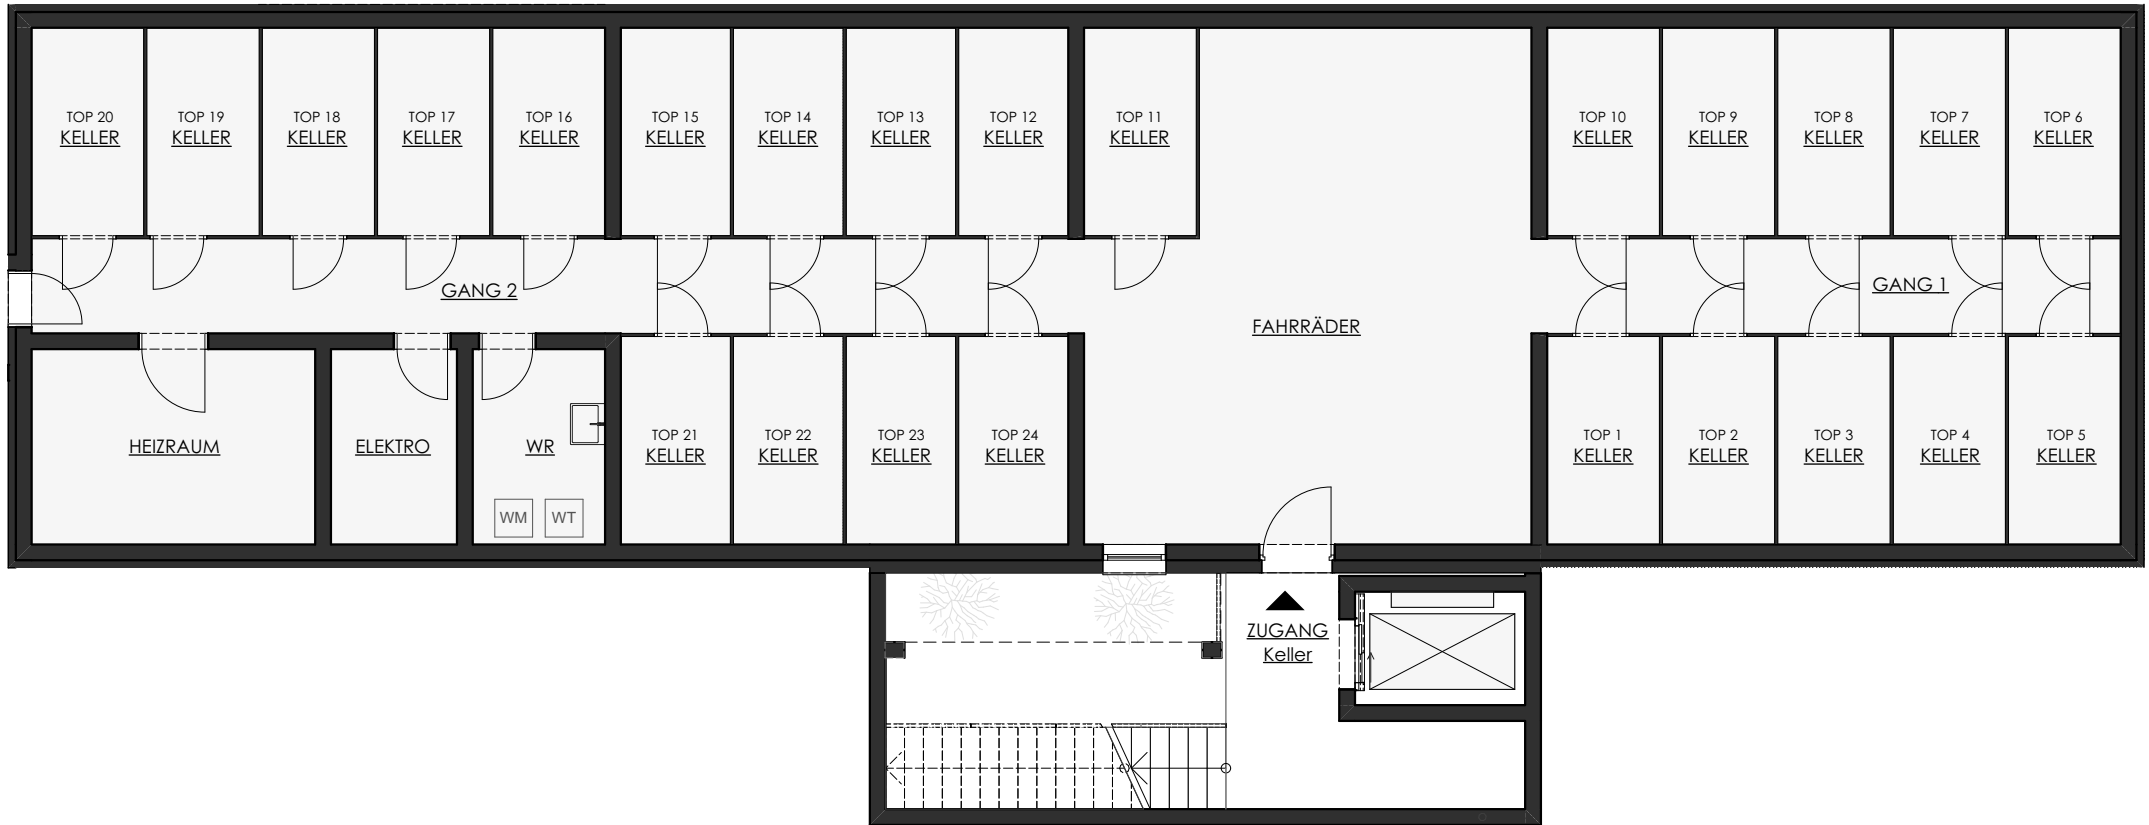 TOP 20
KELLER
TOP 19
KELLER
TOP 18
KELLER
TOP 17
KELLER
TOP 16
KELLER
TOP 15
KELLER
TOP 14
KELLER
TOP 13
KELLER
TOP 12
KELLER
TOP 11
KELLER
TOP 10
KELLER
TOP 9
KELLER
TOP 8
KELLER
TOP 7
KELLER
TOP 6
KELLER
GANG 2
FAHRRÄDER
GANG 1
HEIZRAUM
ELEKTRO
WR
WM
WT
TOP 21
KELLER
TOP 22
KELLER
TOP 23
KELLER
TOP 24
KELLER
TOP 1
KELLER
TOP 2
KELLER
TOP 3
KELLER
TOP 4
KELLER
TOP 5
KELLER
ZUGANG
Keller